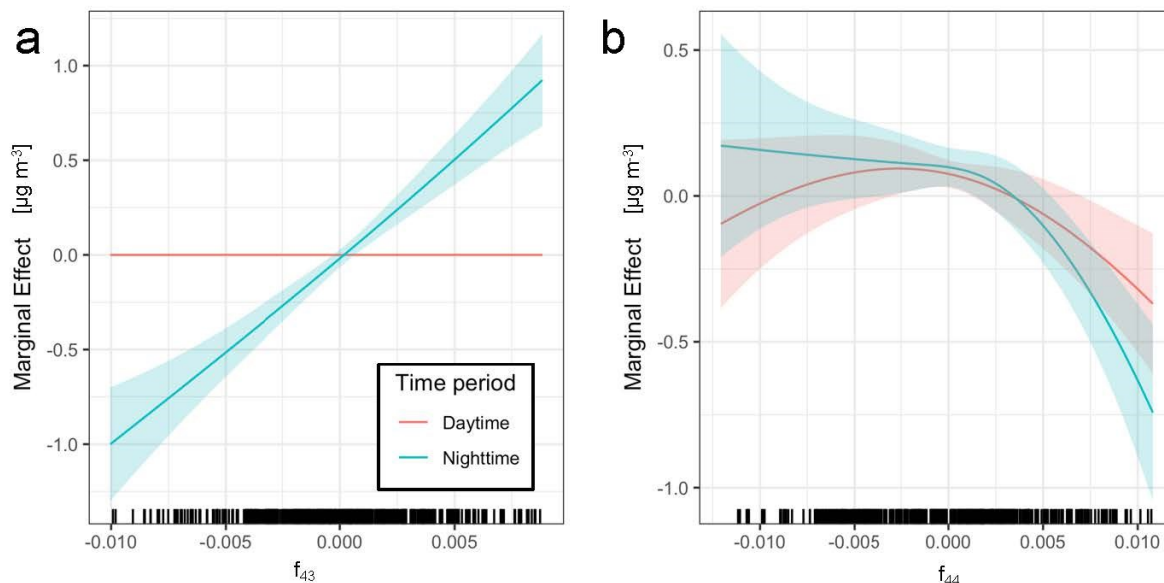 a
b
Marginal Effect [µg m⁻³]
1.0
0.5
0.0
-0.5
-1.0
Time period
Daytime
Nighttime
-0.010
-0.005
0.000
0.005
f₄₃
Marginal Effect [µg m⁻³]
0.5
0.0
-0.5
-1.0
-0.010
-0.005
0.000
0.005
0.010
f₄₄